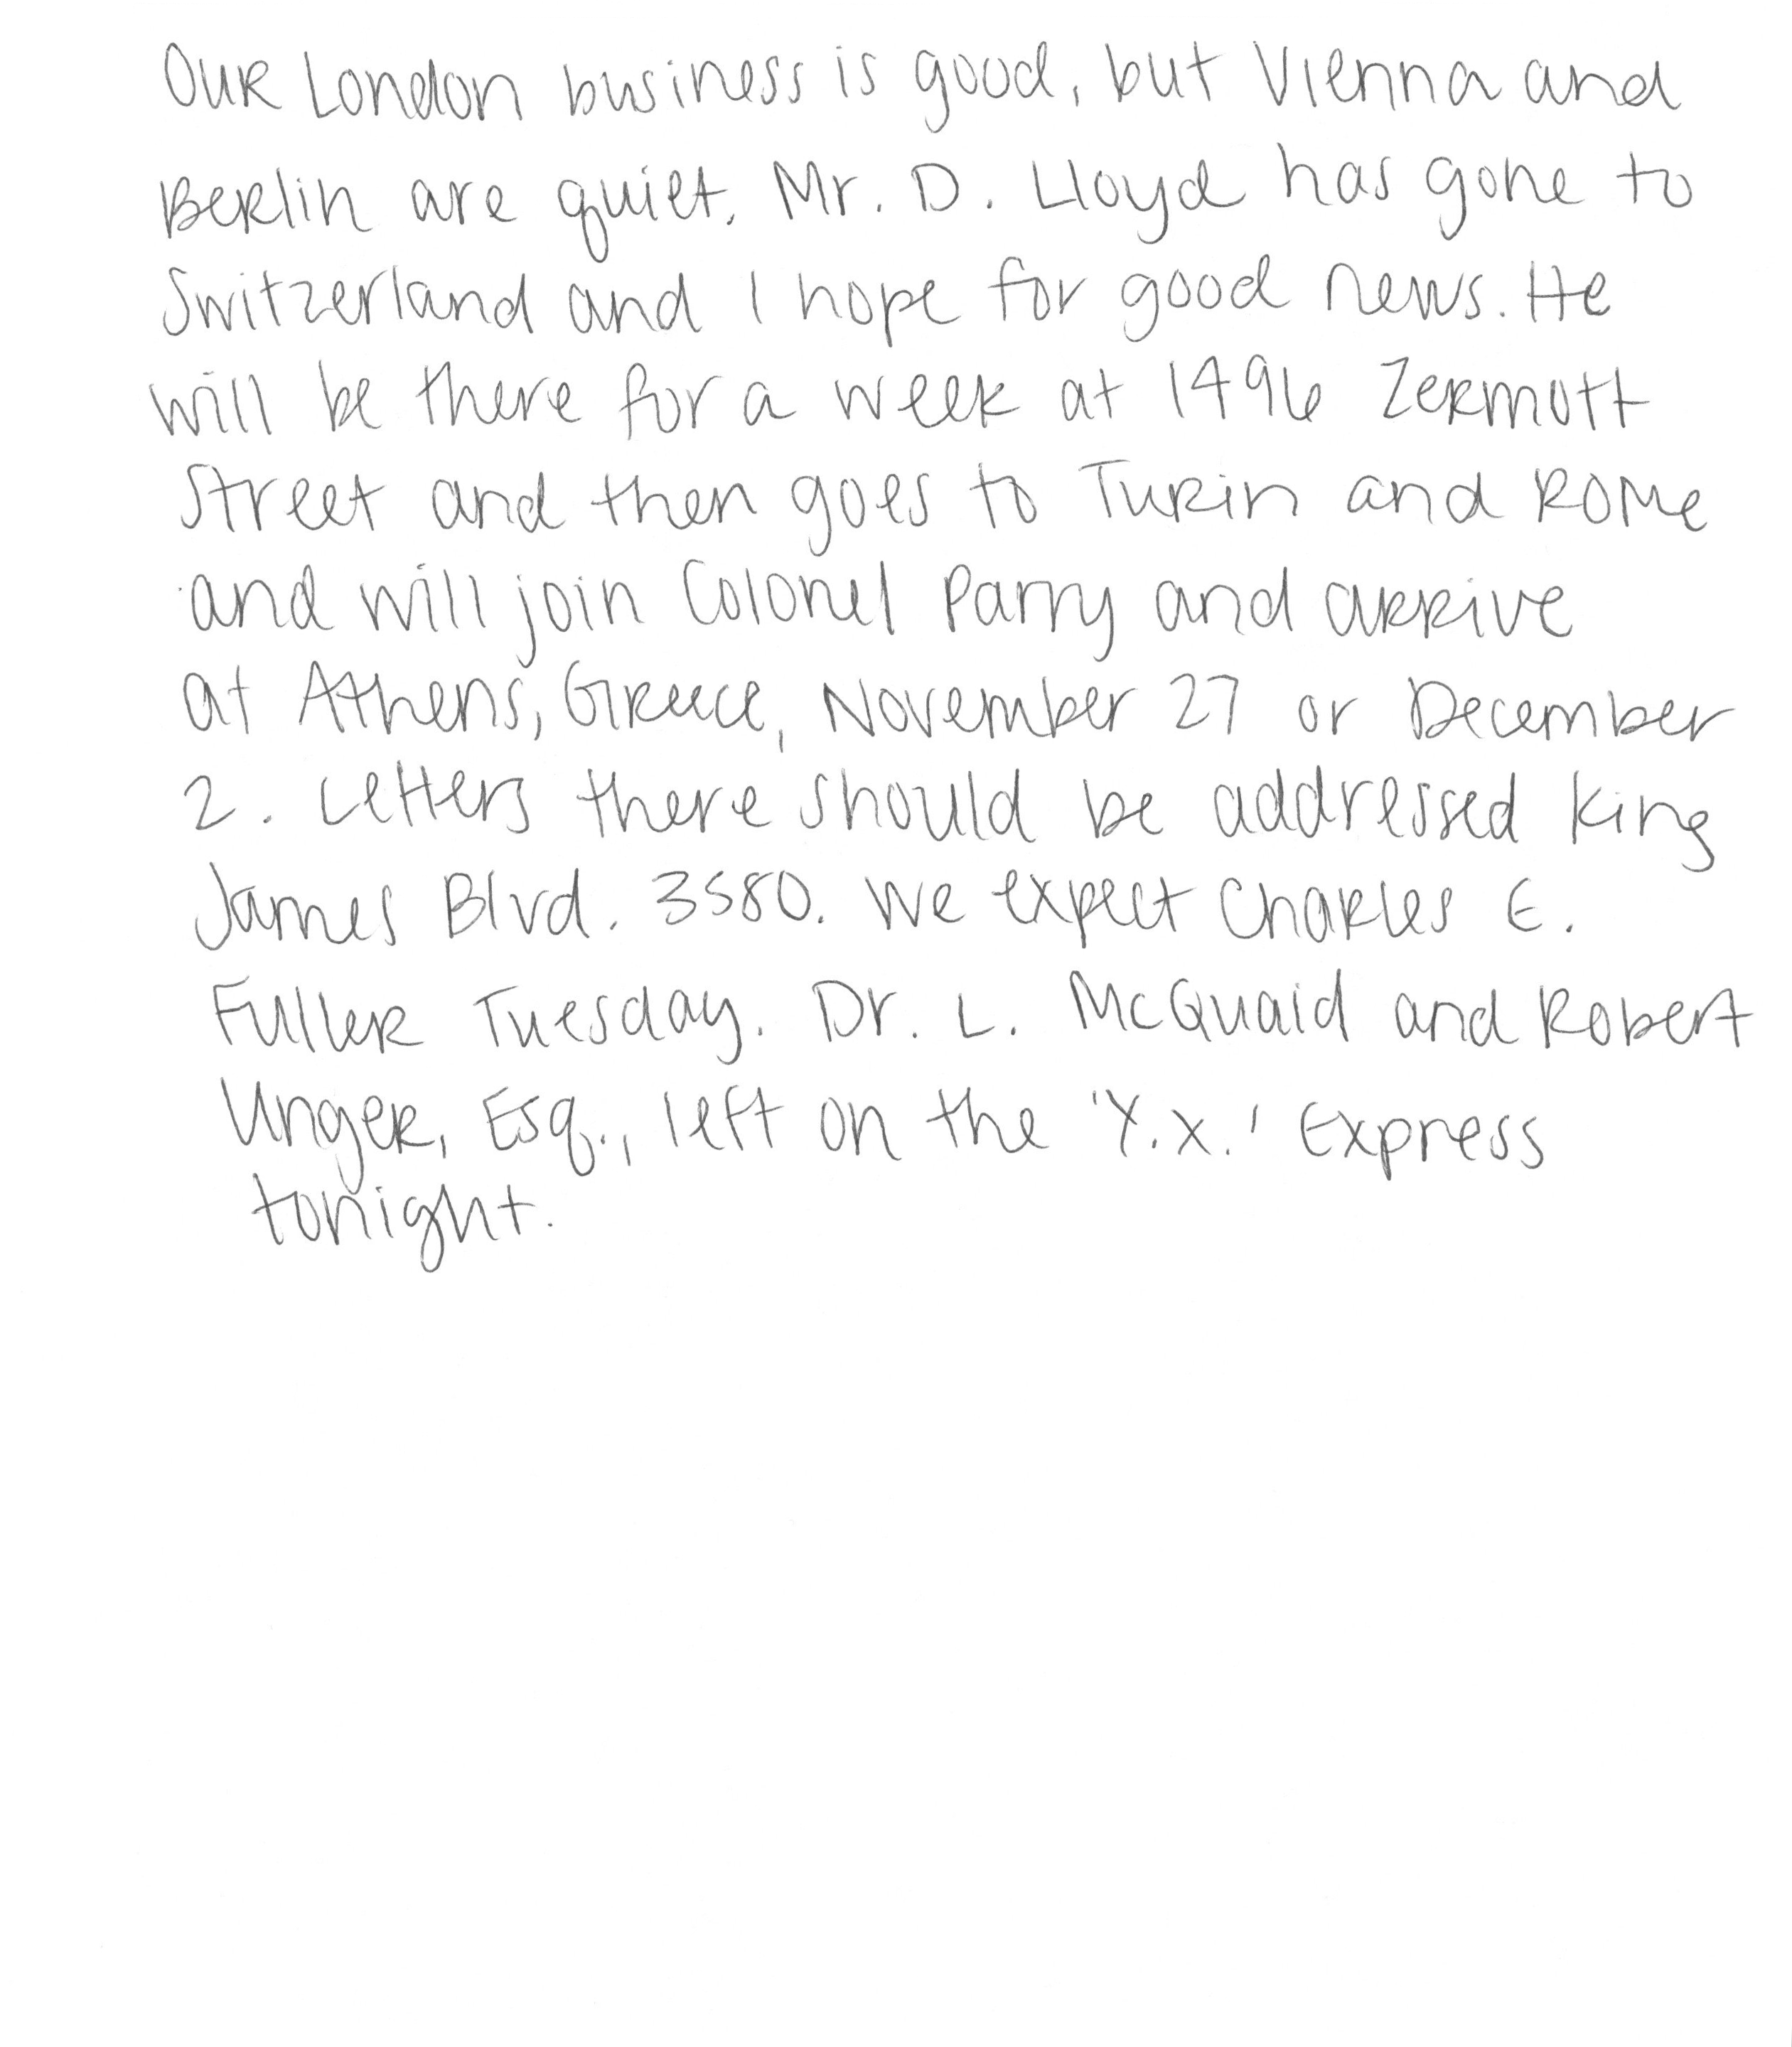 Our London business is good, but Vienna and
Berlin are quiet. Mr. D. Lloyd has gone to
Switzerland and I hope for good news. He
will be there for a week at 1496 Zermott
Street and then goes to Turin and Rome
and will join Colonel Parry and arrive
at Athens, Greece, November 27 or December
2. Letters there should be addressed King
James Blvd. 3580. We expect Charles E.
Fuller Tuesday. Dr. L. McQuaid and Robert
Unger, Esq., left on the 'Y.X.' Express
tonight.